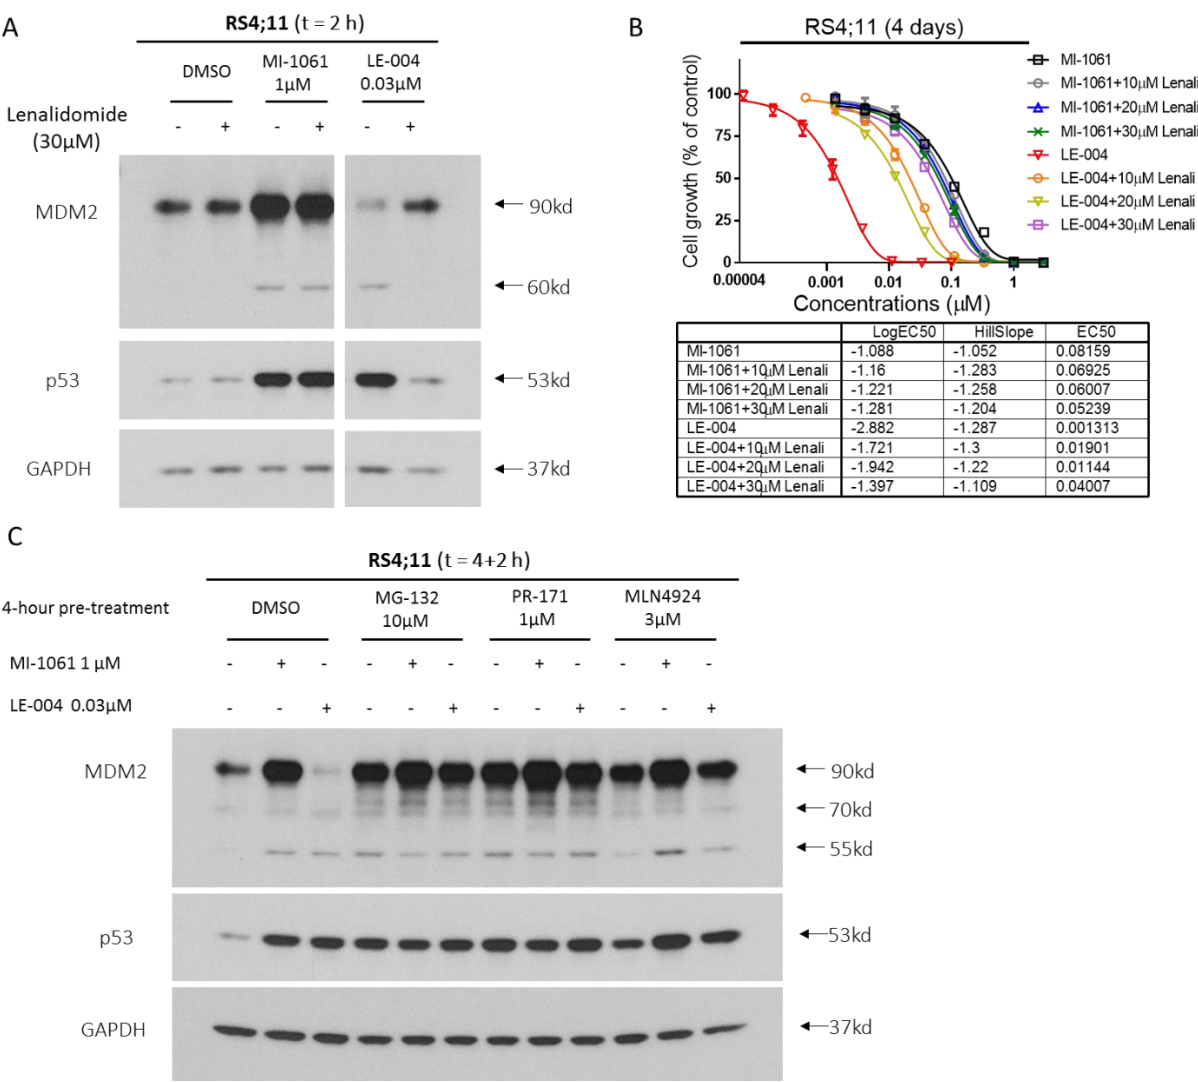 A
RS4;11 (t = 2 h)
DMSO
MI-1061
1µM
LE-004
0.03µM
Lenalidomide
(30µM)
- + - + - +
MDM2
90kd
60kd
p53
53kd
GAPDH
37kd
B
RS4;11 (4 days)
Cell growth (% of control)
100
75
50
25
0
0.00004 0.001 0.01 0.1 1
Concentrations (µM)
MI-1061
MI-1061+10µM Lenali
MI-1061+20µM Lenali
MI-1061+30µM Lenali
LE-004
LE-004+10µM Lenali
LE-004+20µM Lenali
LE-004+30µM Lenali
LogEC50 HillSlope EC50
MI-1061 -1.088 -1.052 0.08159
MI-1061+10µM Lenali -1.16 -1.283 0.06925
MI-1061+20µM Lenali -1.221 -1.258 0.06007
MI-1061+30µM Lenali -1.281 -1.204 0.05239
LE-004 -2.882 -1.287 0.001313
LE-004+10µM Lenali -1.721 -1.3 0.01901
LE-004+20µM Lenali -1.942 -1.22 0.01144
LE-004+30µM Lenali -1.397 -1.109 0.04007
C
RS4;11 (t = 4+2 h)
4-hour pre-treatment
DMSO
MG-132
10µM
PR-171
1µM
MLN4924
3µM
MI-1061 1 µM - + - - + - - + - - + -
LE-004 0.03µM - - + - - + - - + - - +
MDM2
90kd
70kd
55kd
p53
53kd
GAPDH
37kd